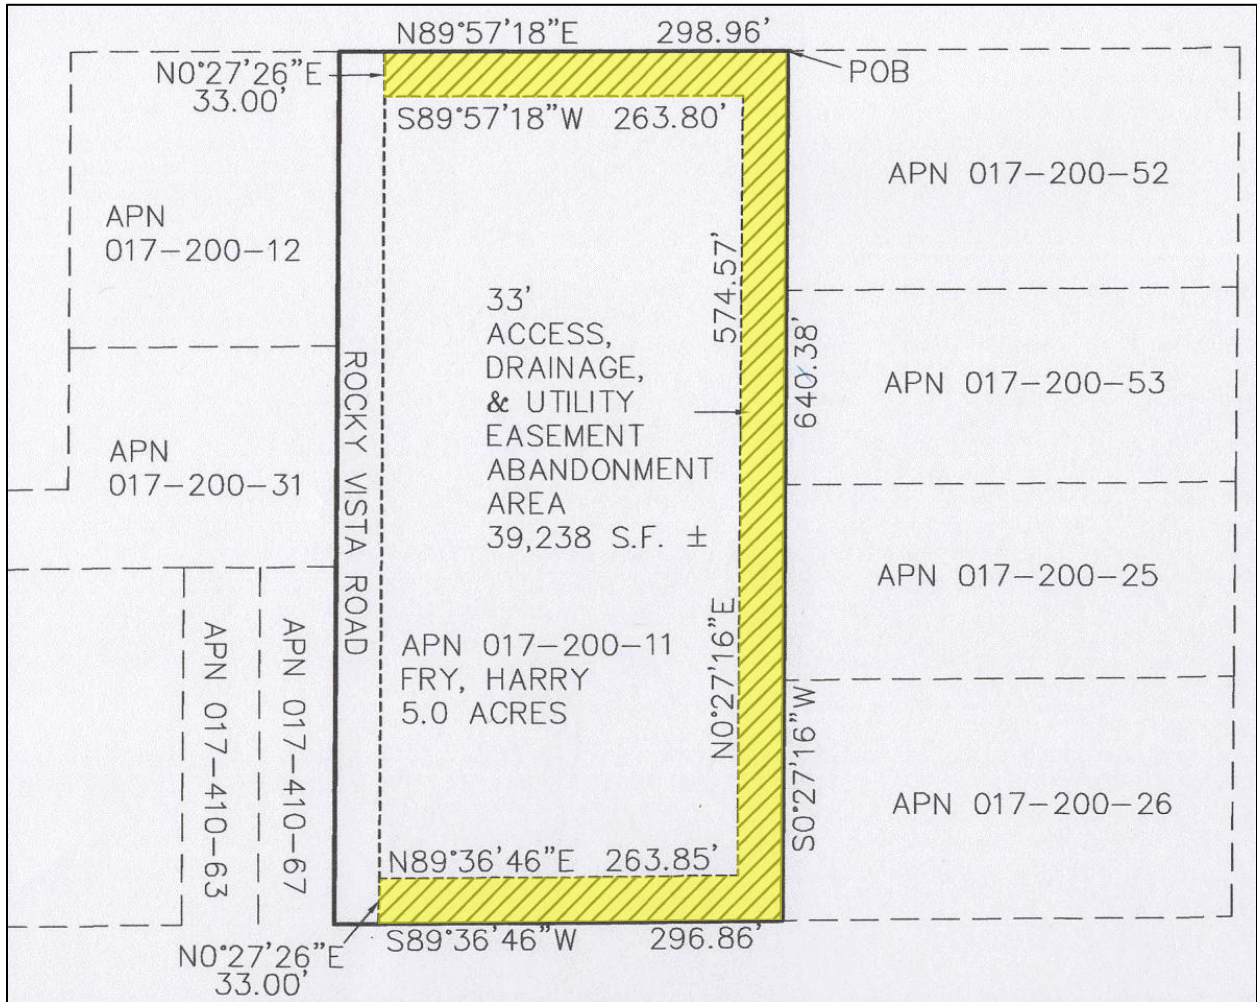 N89°57'18"E 298.96'
POB
N0°27'26"E
33.00'
S89°57'18"W 263.80'
APN 017-200-52
APN
017-200-12
574.57'
33'
ACCESS,
DRAINAGE,
& UTILITY
EASEMENT
ABANDONMENT
AREA
39,238 S.F. ±
640.38'
APN 017-200-53
ROCKY VISTA ROAD
APN
017-200-31
APN 017-200-25
N0°27'16"E
APN 017-200-11
FRY, HARRY
5.0 ACRES
APN 017-410-63
APN 017-410-67
S0°27'16"W
APN 017-200-26
N89°36'46"E 263.85'
S89°36'46"W 296.86'
N0°27'26"E
33.00'